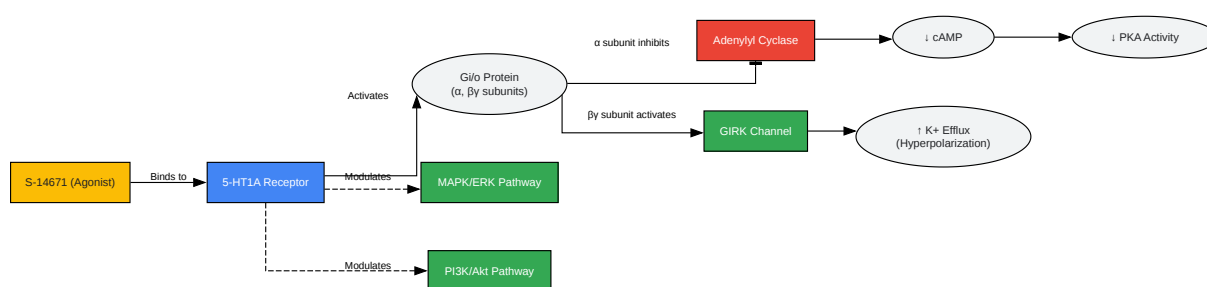 α subunit inhibits
Adenylyl Cyclase
↓ cAMP
↓ PKA Activity
Gi/o Protein
(α, βγ subunits)
Activates
βγ subunit activates
GIRK Channel
↑ K+ Efflux
(Hyperpolarization)
S-14671 (Agonist)
Binds to
5-HT1A Receptor
Modulates
MAPK/ERK Pathway
Modulates
PI3K/Akt Pathway